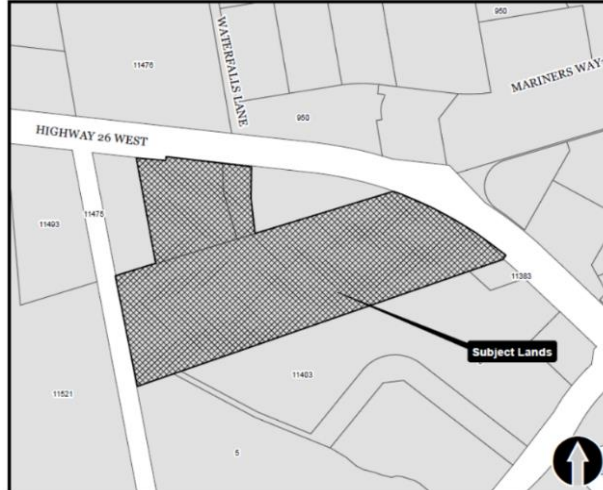 950
11476
WATERFALLS LANE
MARINERS WAY
950
HIGHWAY 26 WEST
11475
11493
11383
Subject Lands
11403
11521
5